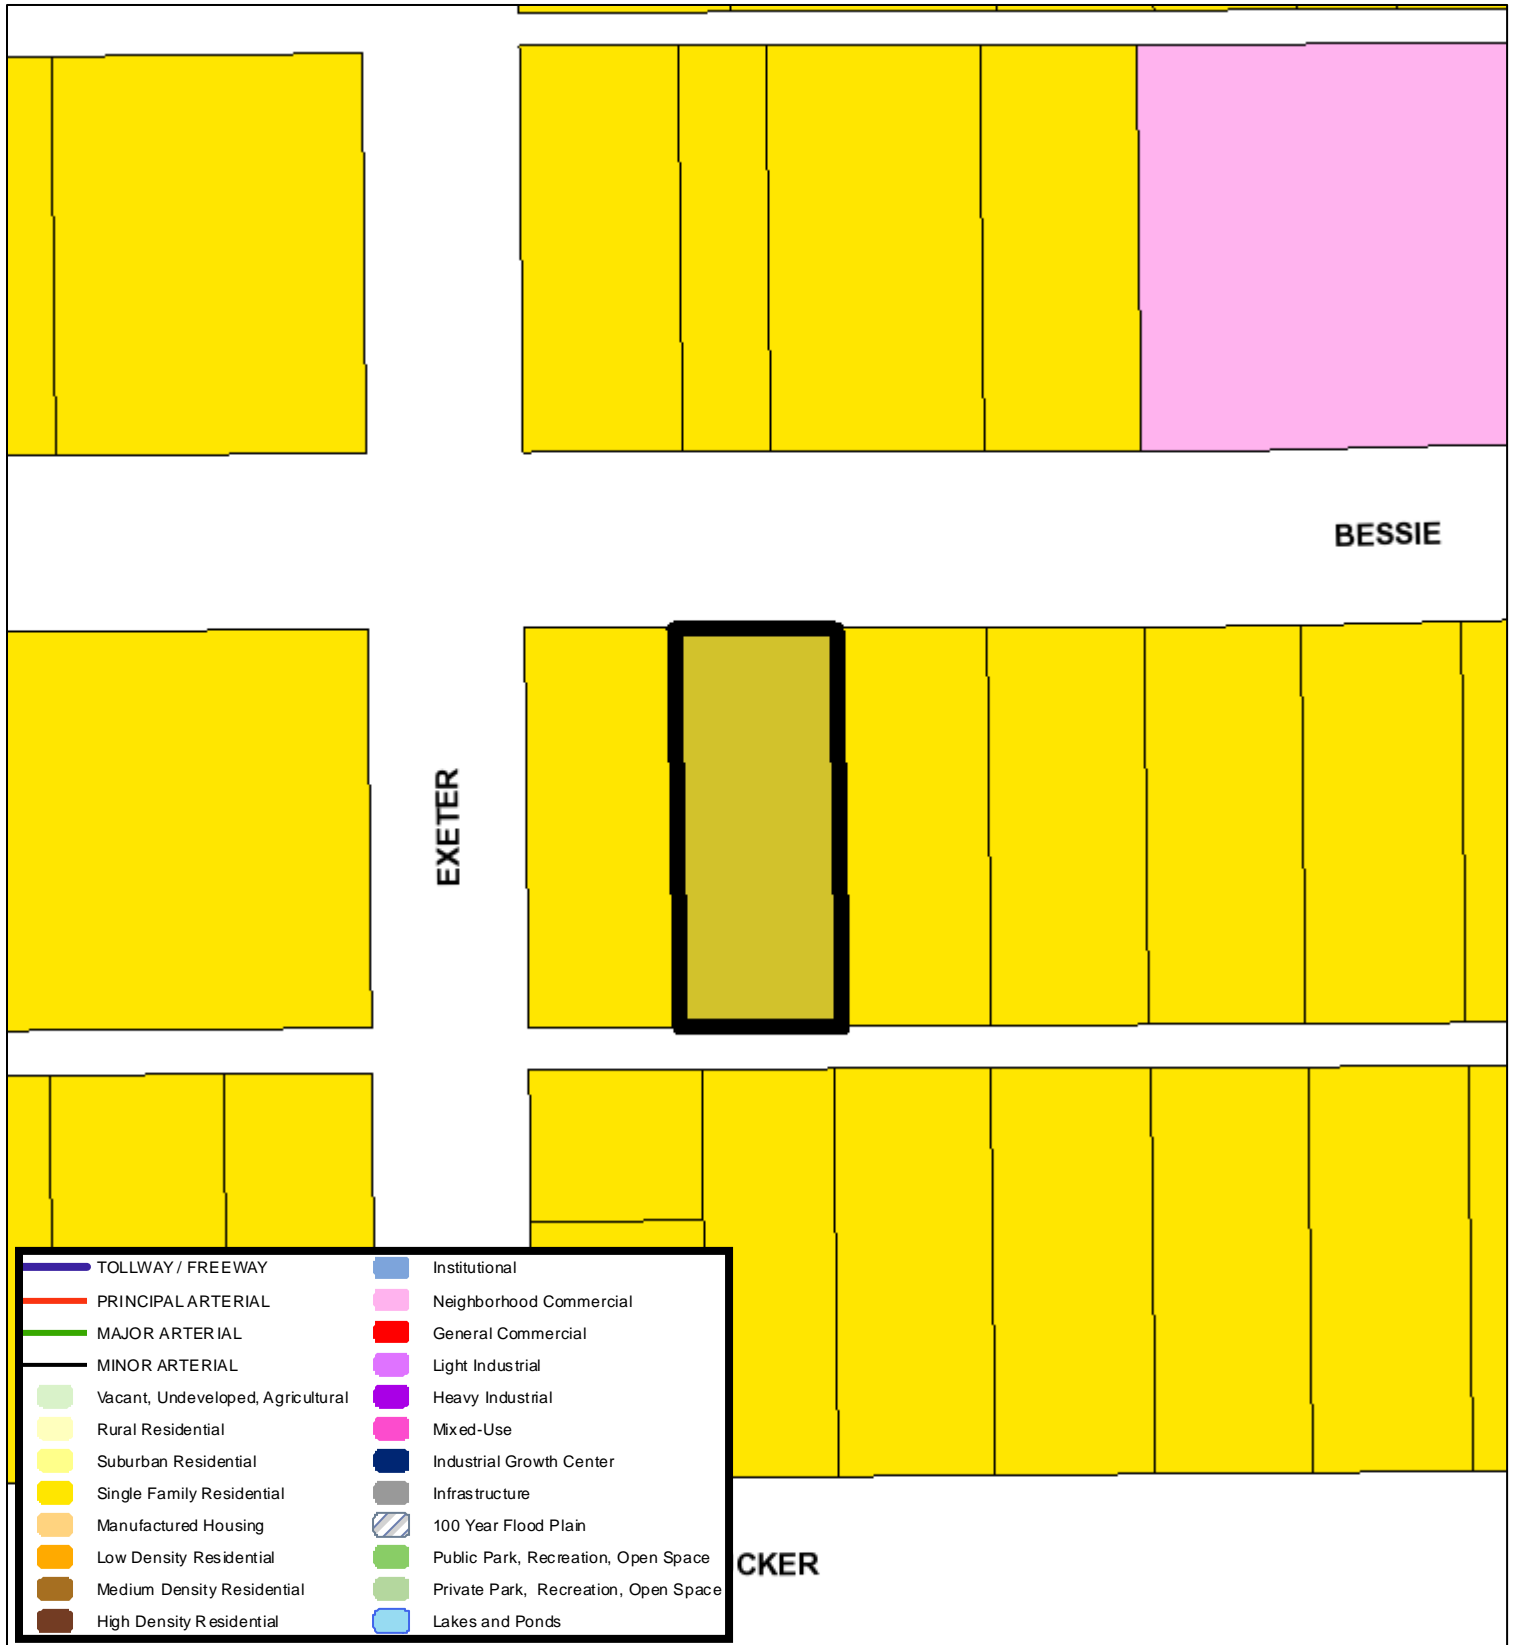 BESSIE
EXETER
TOLLWAY / FREEWAY
PRINCIPAL ARTERIAL
MAJOR ARTERIAL
MINOR ARTERIAL
Vacant, Undeveloped, Agricultural
Rural Residential
Suburban Residential
Single Family Residential
Manufactured Housing
Low Density Residential
Medium Density Residential
High Density Residential
Institutional
Neighborhood Commercial
General Commercial
Light Industrial
Heavy Industrial
Mixed-Use
Industrial Growth Center
Infrastructure
100 Year Flood Plain
Public Park, Recreation, Open Space
Private Park, Recreation, Open Space
Lakes and Ponds
CKER